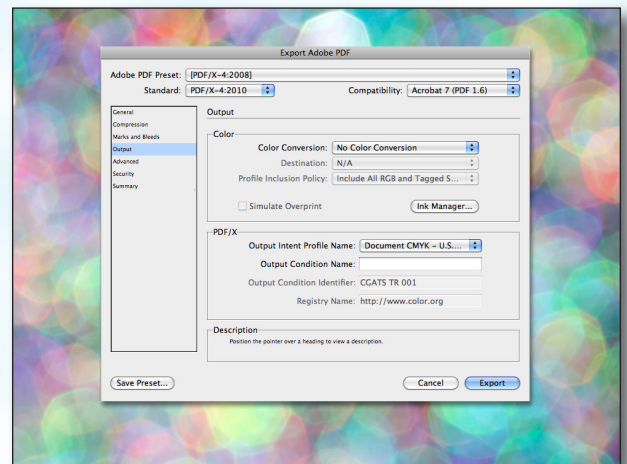 Export Adobe PDF
Adobe PDF Preset: [PDF/X-4:2008]
Standard: PDF/X-4:2010 Compatibility: Acrobat 7 (PDF 1.6)
General
Compression
Marks and Bleeds
Output
Advanced
Security
Summary
Output
Color
Color Conversion: No Color Conversion
Destination: N/A
Profile Inclusion Policy: Include All RGB and Tagged S...
Simulate Overprint Ink Manager...
PDF/X
Output Intent Profile Name: Document CMYK - U.S....
Output Condition Name:
Output Condition Identifier: CGATS TR 001
Registry Name: http://www.color.org
Description
Position the pointer over a heading to view a description.
Save Preset... Cancel Export